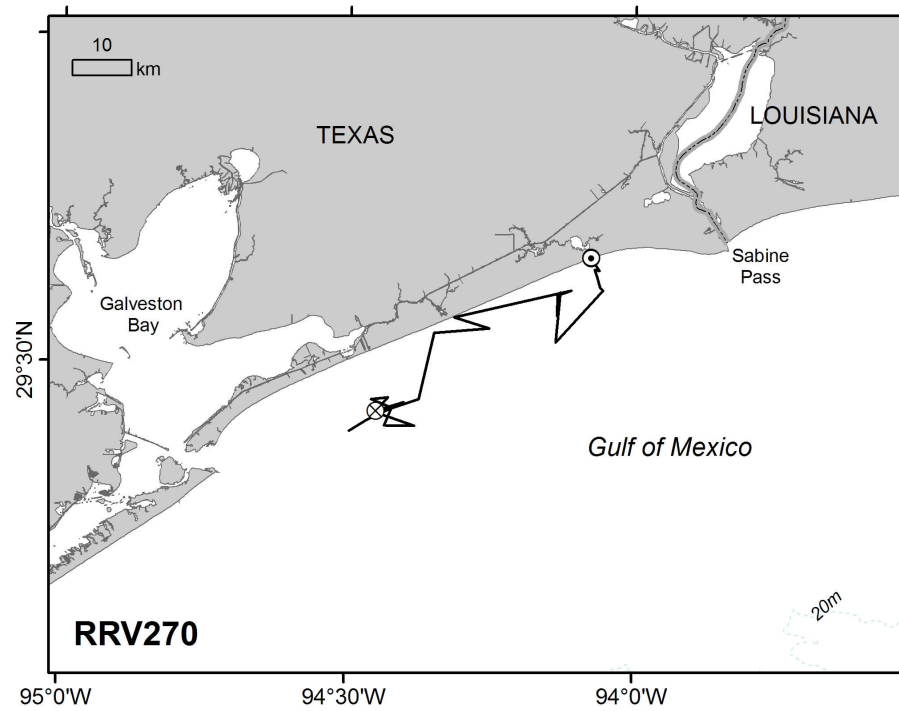 10
km
TEXAS
LOUISIANA
Sabine
Pass
Galveston
Bay
29°30'N
Gulf of Mexico
20m
RRV270
95°0'W
94°30'W
94°0'W